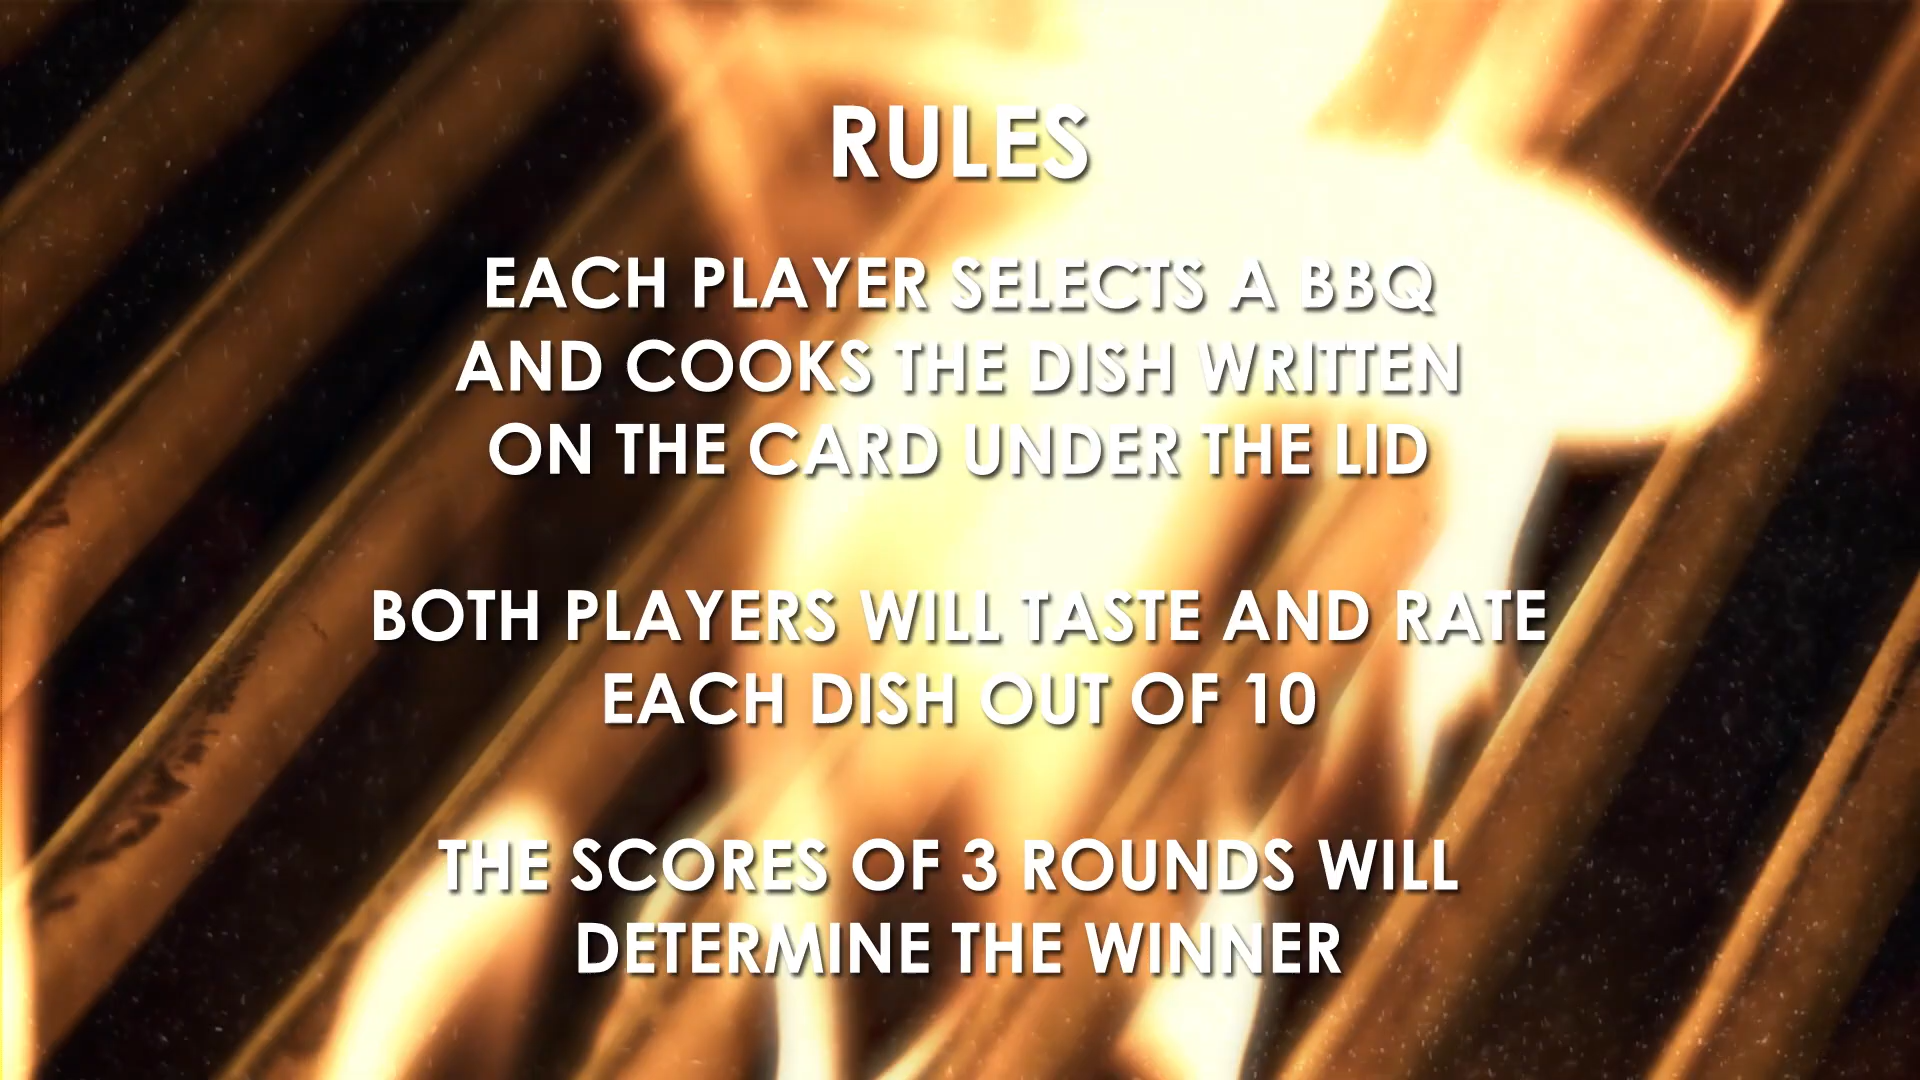 RULES
EACH PLAYER SELECTS A BBQ
AND COOKS THE DISH WRITTEN
ON THE CARD UNDER THE LID
BOTH PLAYERS WILL TASTE AND RATE
EACH DISH OUT OF 10
THE SCORES OF 3 ROUNDS WILL
DETERMINE THE WINNER